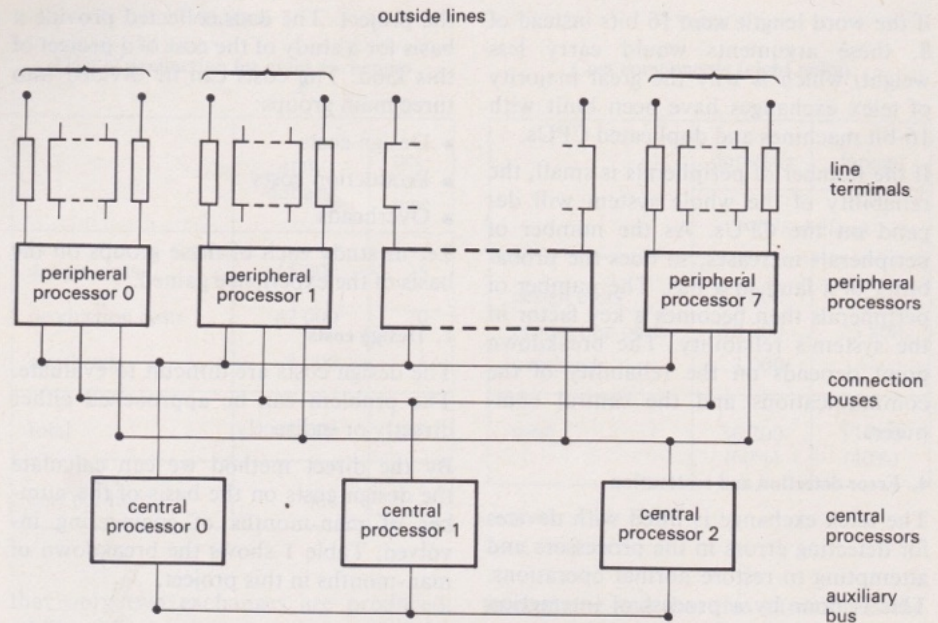 outside lines
line
terminals
peripheral
processor 0
peripheral
processor 1
peripheral
processor 7
peripheral
processors
connection
buses
central
processor 0
central
processor 1
central
processor 2
central
processors
auxiliary
bus